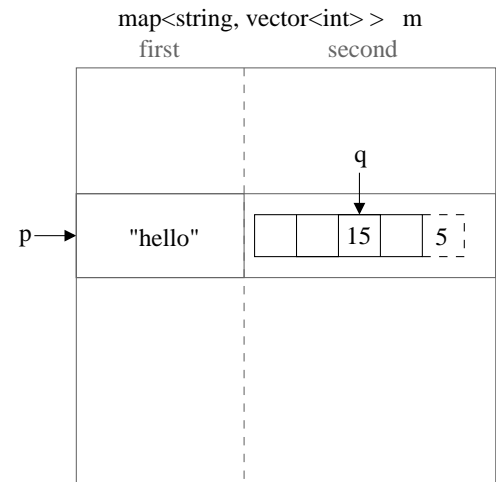 map<string, vector<int> > m
first second
q
p "hello" 15 5